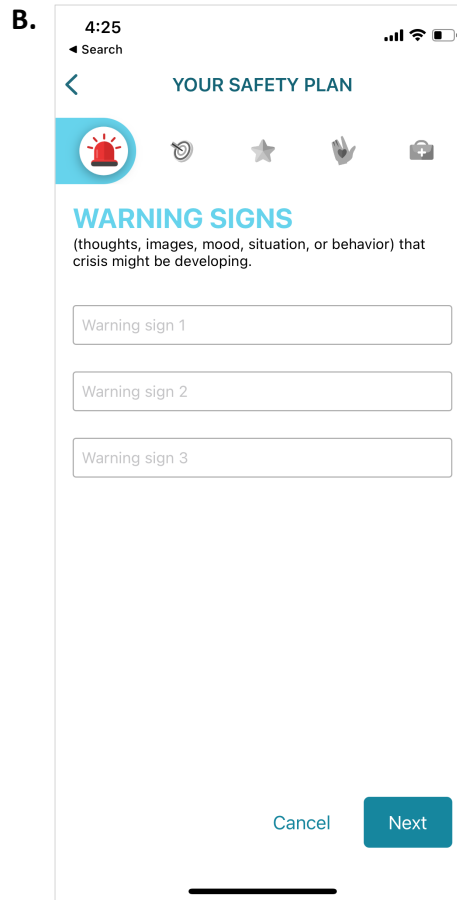 B.
4:25
◀ Search
YOUR SAFETY PLAN
WARNING SIGNS
(thoughts, images, mood, situation, or behavior) that
crisis might be developing.
Warning sign 1
Warning sign 2
Warning sign 3
Cancel Next